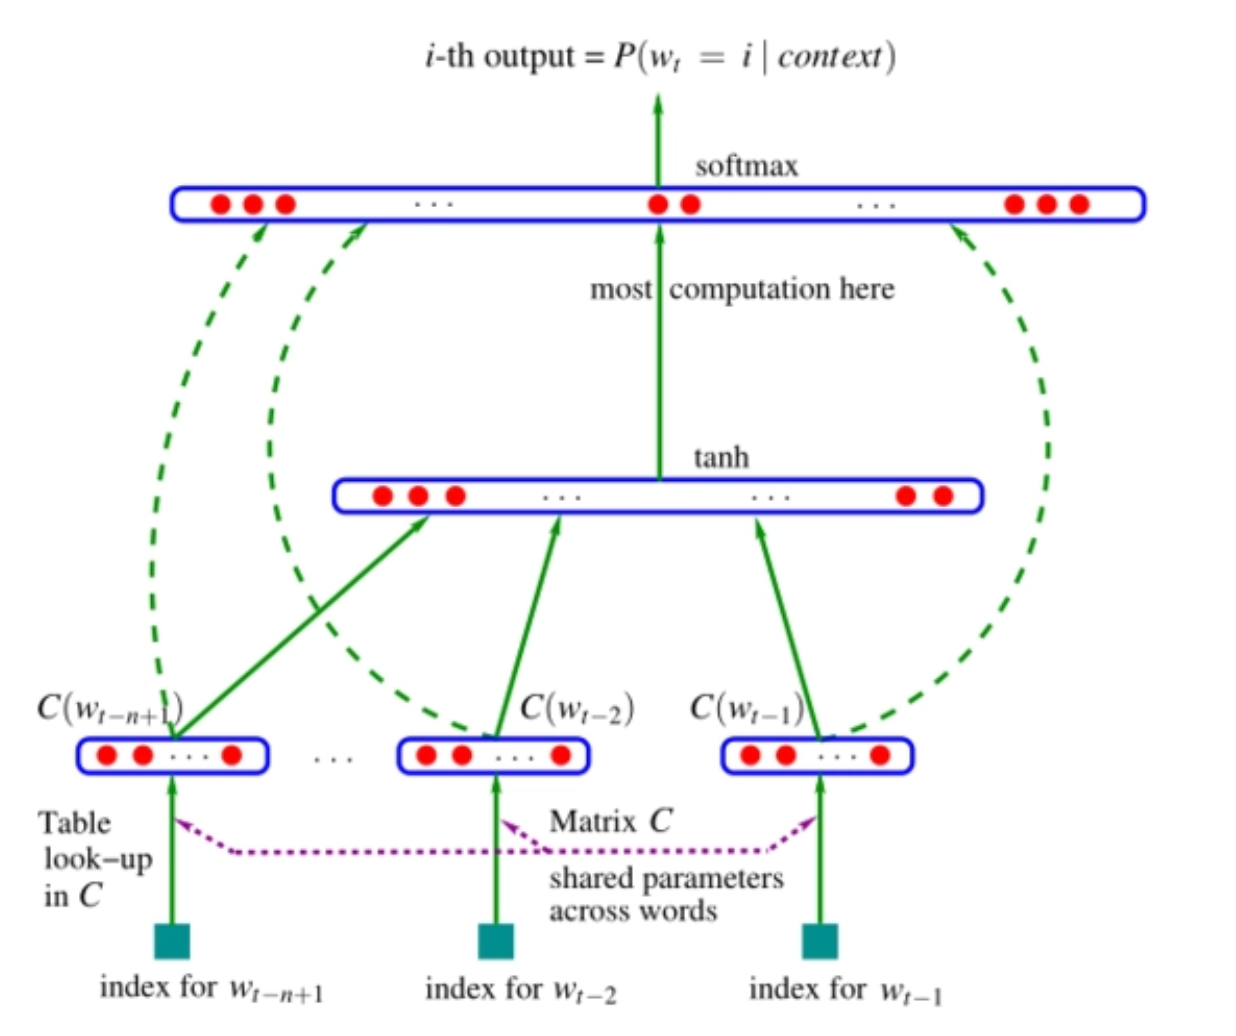 i-th output = P(w_t = i | context)
softmax
. . .
. . .
most computation here
tanh
. . .
. . .
C(w_{t−n+1})
C(w_{t−2})
C(w_{t−1})
. . .
. . .
. . .
. . .
Table
look−up
in C
Matrix C
shared parameters
across words
index for w_{t−n+1}
index for w_{t−2}
index for w_{t−1}